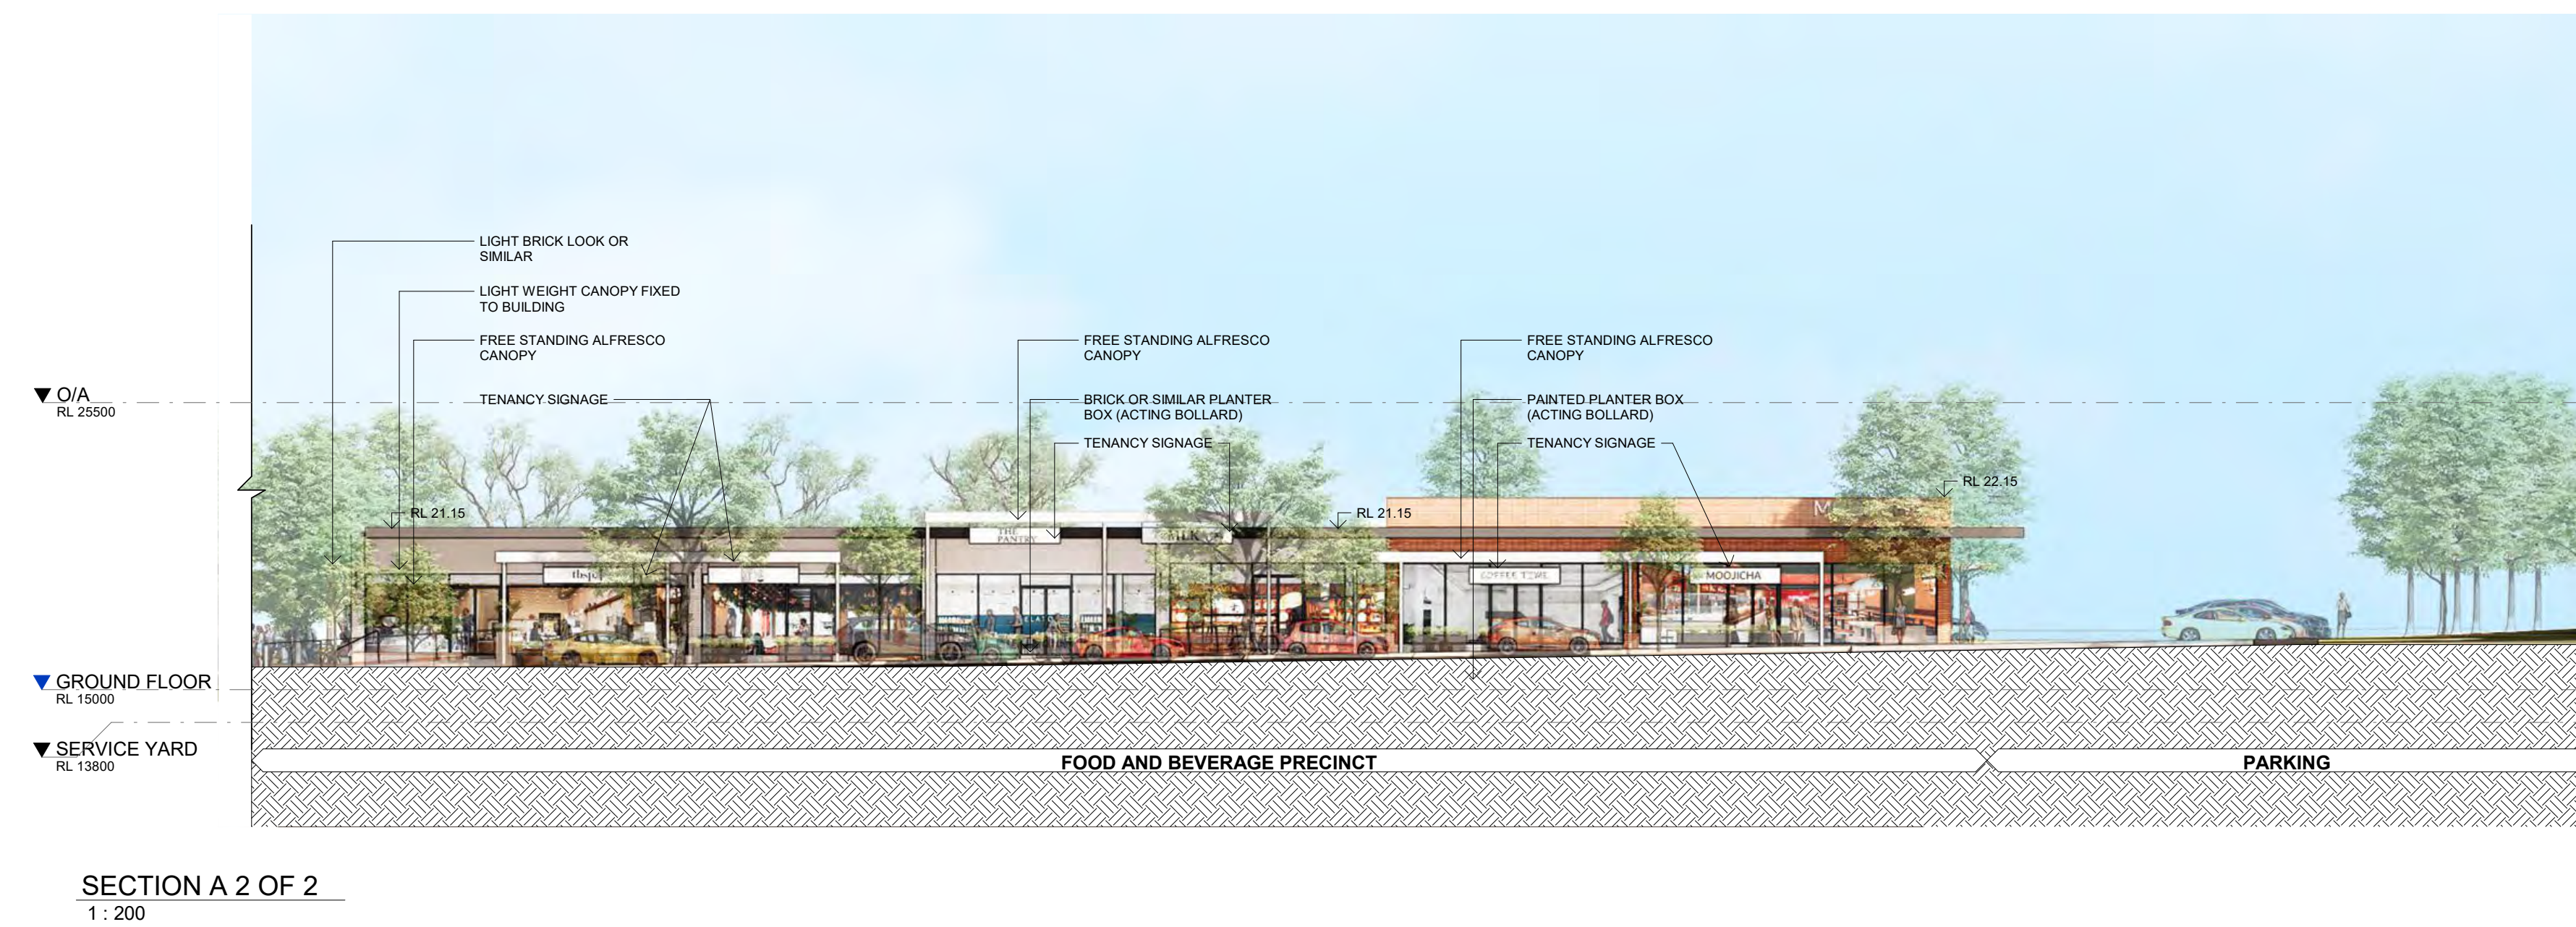 LIGHT BRICK LOOK OR
SIMILAR
LIGHT WEIGHT CANOPY FIXED
TO BUILDING
FREE STANDING ALFRESCO
CANOPY
FREE STANDING ALFRESCO
CANOPY
FREE STANDING ALFRESCO
CANOPY
O/A
RL 25500
TENANCY SIGNAGE
BRICK OR SIMILAR PLANTER
BOX (ACTING BOLLARD)
PAINTED PLANTER BOX
(ACTING BOLLARD)
TENANCY SIGNAGE
TENANCY SIGNAGE
RL 22.15
RL 21.15
RL 21.15
THE
PANTRY
MILK
COFFEE TIME
MOOJICHA
GROUND FLOOR
RL 15000
SERVICE YARD
RL 13800
FOOD AND BEVERAGE PRECINCT
PARKING
SECTION A 2 OF 2
1 : 200